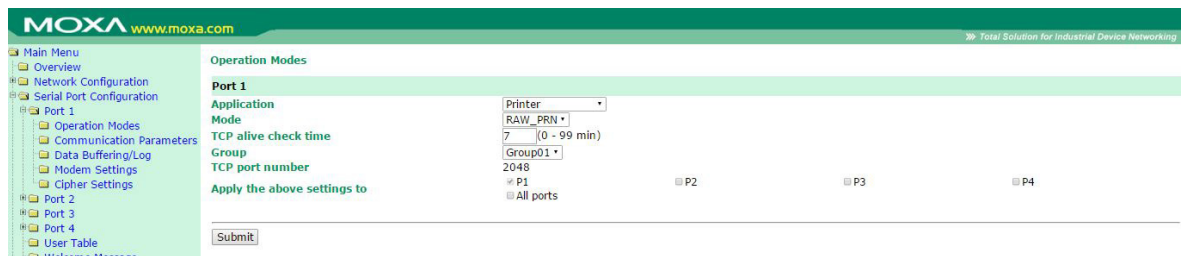 MOXA www.moxa.com
Total Solution for Industrial Device Networking
Main Menu
Overview
Network Configuration
Serial Port Configuration
Port 1
Operation Modes
Communication Parameters
Data Buffering/Log
Modem Settings
Cipher Settings
Port 2
Port 3
Port 4
User Table
Welcome Message
Operation Modes
Port 1
Application Printer
Mode RAW_PRN
TCP alive check time 7 (0 - 99 min)
Group Group01
TCP port number 2048
Apply the above settings to P1 P2 P3 P4
All ports
Submit